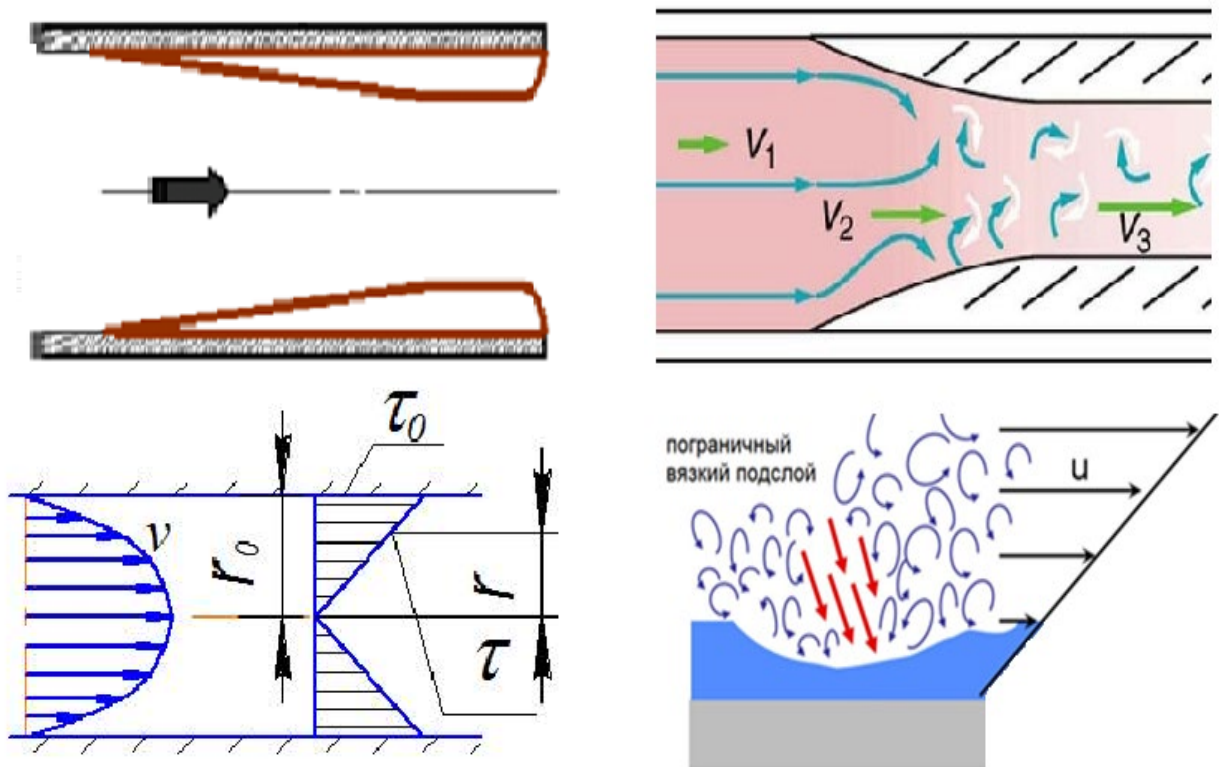 V₁
V₂
V₃
τ₀
v
r₀
r
τ
пограничный
вязкий подслой
u